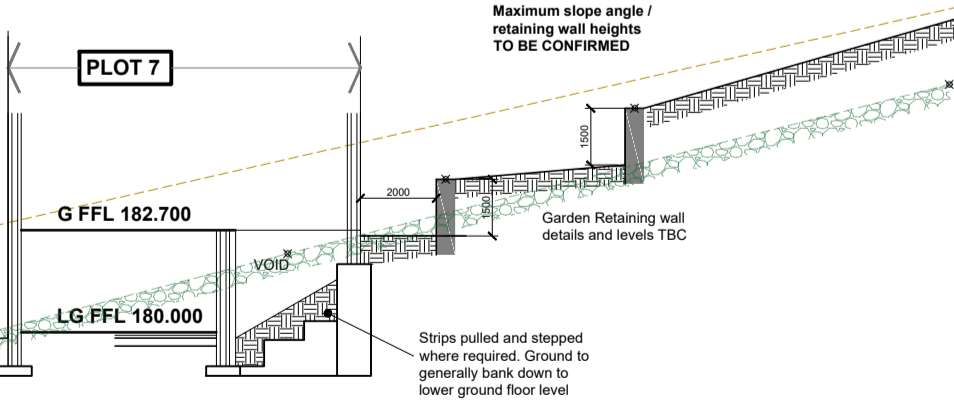 Maximum slope angle /
retaining wall heights
TO BE CONFIRMED
PLOT 7
1500
2000
1500
G FFL 182.700
Garden Retaining wall
details and levels TBC
VOID
LG FFL 180.000
Strips pulled and stepped
where required. Ground to
generally bank down to
lower ground floor level